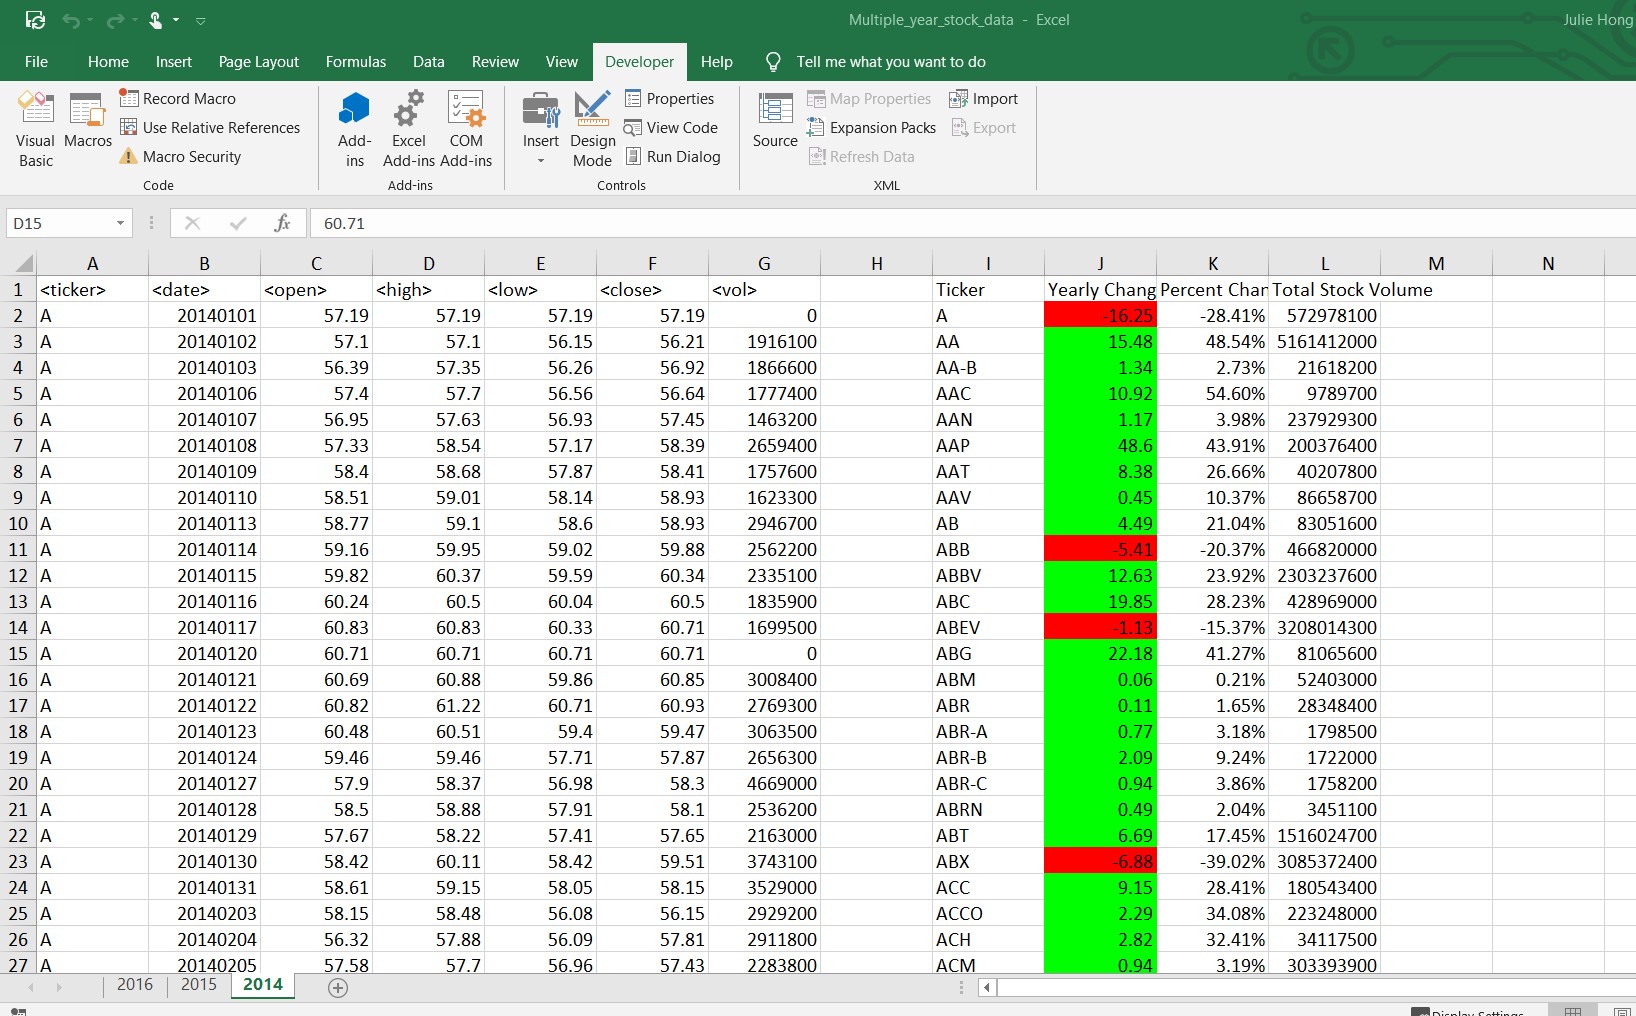 Multiple_year_stock_data - Excel
Julie Hong
File Home Insert Page Layout Formulas Data Review View Developer Help Tell me what you want to do
Visual Basic
Macros
Record Macro
Use Relative References
Macro Security
Code
Add-ins
Excel Add-ins
COM Add-ins
Add-ins
Insert
Design Mode
Properties
View Code
Run Dialog
Controls
Source
Map Properties
Expansion Packs
Refresh Data
Import
Export
XML
D15 fx 60.71
A B C D E F G H I J K L M N
1 <ticker> <date> <open> <high> <low> <close> <vol> Ticker Yearly Chang Percent Chan Total Stock Volume
2 A 20140101 57.19 57.19 57.19 57.19 0 A -16.25 -28.41% 572978100
3 A 20140102 57.1 57.1 56.15 56.21 1916100 AA 15.48 48.54% 5161412000
4 A 20140103 56.39 57.35 56.26 56.92 1866600 AA-B 1.34 2.73% 21618200
5 A 20140106 57.4 57.7 56.56 56.64 1777400 AAC 10.92 54.60% 9789700
6 A 20140107 56.95 57.63 56.93 57.45 1463200 AAN 1.17 3.98% 237929300
7 A 20140108 57.33 58.54 57.17 58.39 2659400 AAP 48.6 43.91% 200376400
8 A 20140109 58.4 58.68 57.87 58.41 1757600 AAT 8.38 26.66% 40207800
9 A 20140110 58.51 59.01 58.14 58.93 1623300 AAV 0.45 10.37% 86658700
10 A 20140113 58.77 59.1 58.6 58.93 2946700 AB 4.49 21.04% 83051600
11 A 20140114 59.16 59.95 59.02 59.88 2562200 ABB -5.41 -20.37% 466820000
12 A 20140115 59.82 60.37 59.59 60.34 2335100 ABBV 12.63 23.92% 2303237600
13 A 20140116 60.24 60.5 60.04 60.5 1835900 ABC 19.85 28.23% 428969000
14 A 20140117 60.83 60.83 60.33 60.71 1699500 ABEV -1.13 -15.37% 3208014300
15 A 20140120 60.71 60.71 60.71 60.71 0 ABG 22.18 41.27% 81065600
16 A 20140121 60.69 60.88 59.86 60.85 3008400 ABM 0.06 0.21% 52403000
17 A 20140122 60.82 61.22 60.71 60.93 2769300 ABR 0.11 1.65% 28348400
18 A 20140123 60.48 60.51 59.4 59.47 3063500 ABR-A 0.77 3.18% 1798500
19 A 20140124 59.46 59.46 57.71 57.87 2656300 ABR-B 2.09 9.24% 1722000
20 A 20140127 57.9 58.37 56.98 58.3 4669000 ABR-C 0.94 3.86% 1758200
21 A 20140128 58.5 58.88 57.91 58.1 2536200 ABRN 0.49 2.04% 3451100
22 A 20140129 57.67 58.22 57.41 57.65 2163000 ABT 6.69 17.45% 1516024700
23 A 20140130 58.42 60.11 58.42 59.51 3743100 ABX -6.88 -39.02% 3085372400
24 A 20140131 58.61 59.15 58.05 58.15 3529000 ACC 9.15 28.41% 180543400
25 A 20140203 58.15 58.48 56.08 56.15 2929200 ACCO 2.29 34.08% 223248000
26 A 20140204 56.32 57.88 56.09 57.81 2911800 ACH 2.82 32.41% 34117500
27 A 20140205 57.58 57.7 56.96 57.43 2283800 ACM 0.94 3.19% 303393900
2016 2015 2014
Display Settings